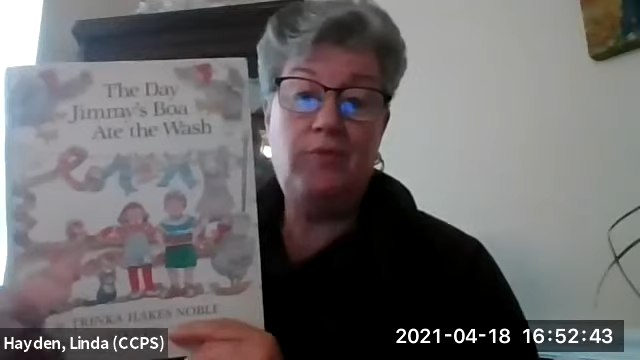 The Day
Jimmy's Boa
Ate the Wash
TRINKA HAKES NOBLE
Hayden, Linda (CCPS)
2021-04-18 16:52:43